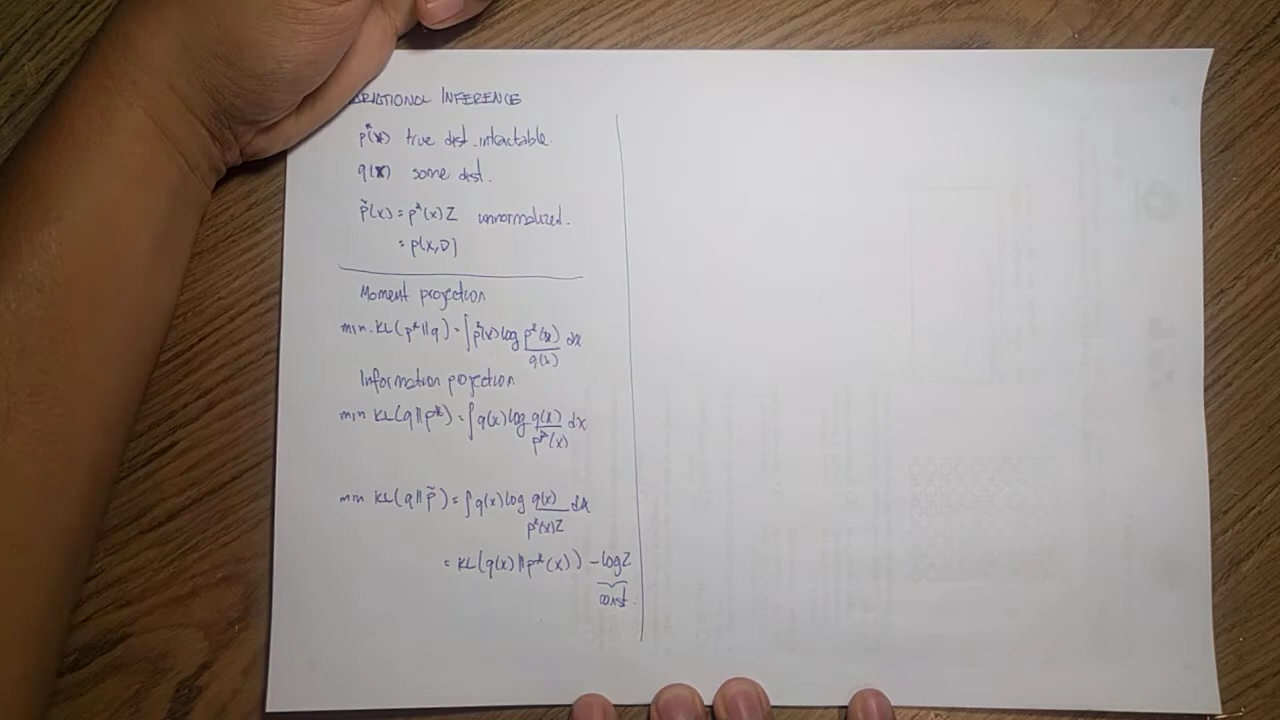 ARIATIONAL INFERENCE
p*(x) true dist. intractable.
q(x) some dist.
p̃(x) = p*(x)Z unnormalized.
= p(x,D)
Moment projection
min. KL(p*||q) = ∫p*(x) log p*(x)/q(x) dx
Information projection
min KL(q||p*) = ∫q(x) log q(x)/p*(x) dx
min KL(q||p̃) = ∫q(x) log q(x)/p*(x)Z dx
= KL(q(x)||p*(x)) - log Z
const.